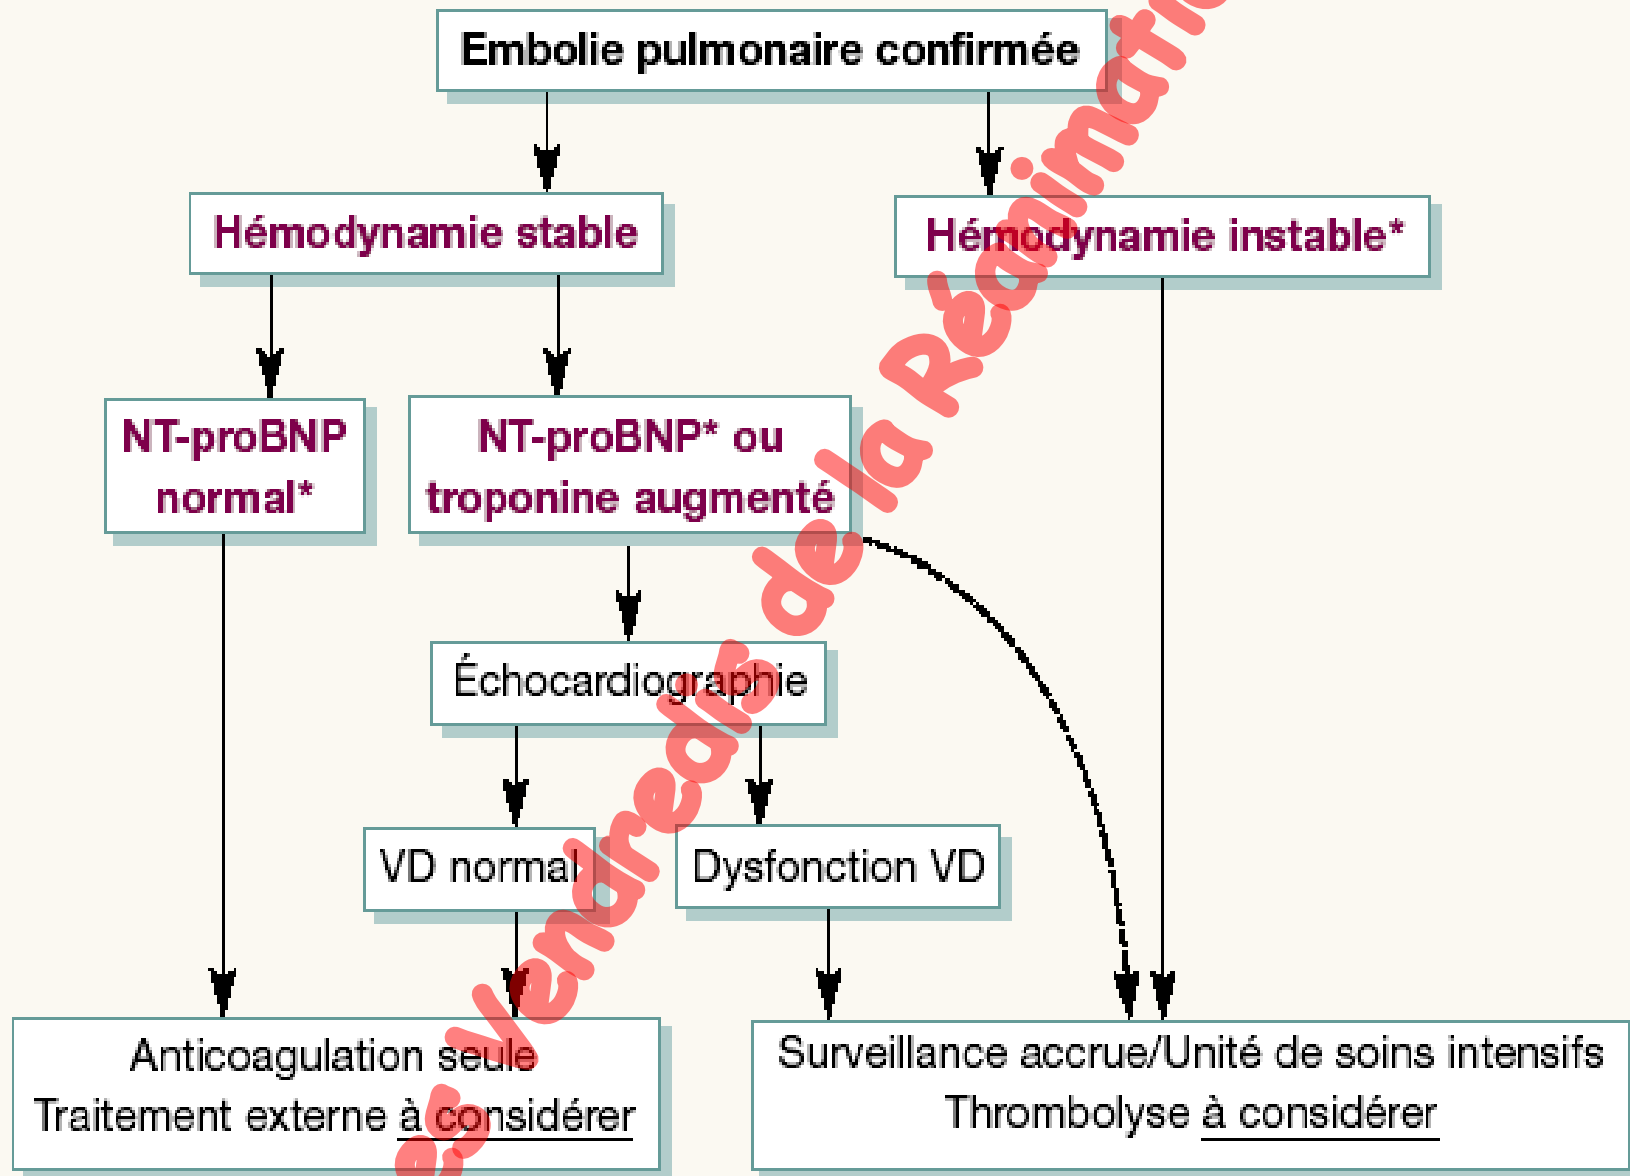 Embolie pulmonaire confirmée
Hémodynamie stable
Hémodynamie instable*
NT-proBNP
normal*
NT-proBNP* ou
troponine augmenté
Échocardiographie
VD normal
Dysfonction VD
Anticoagulation seule
Traitement externe à considérer
Surveillance accrue/Unité de soins intensifs
Thrombolyse à considérer
Vendredis de la